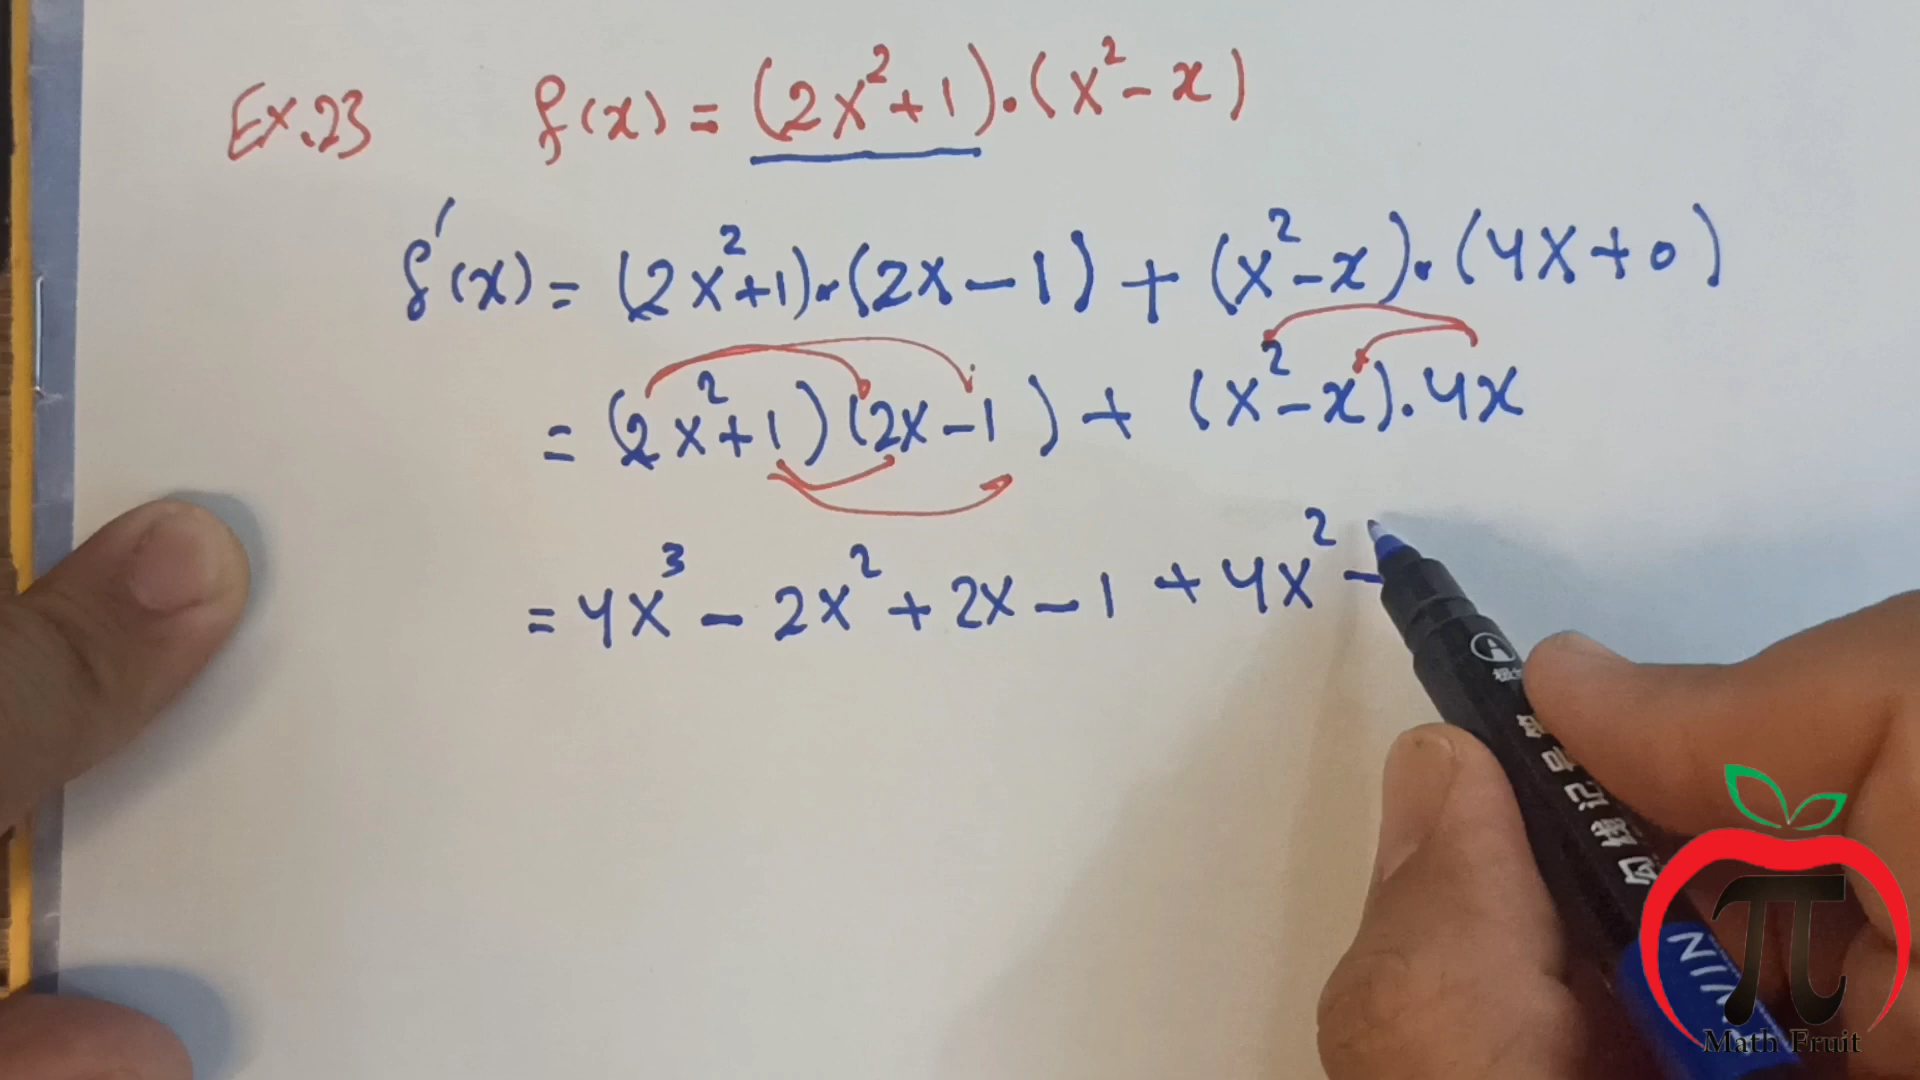 Ex.23 f(x) = (2x²+1)·(x²-x)
f'(x) = (2x²+1)·(2x-1) + (x²-x)·(4x+0)
= (2x²+1)(2x-1) + (x²-x)·4x
= 4x³ - 2x² + 2x - 1 + 4x² -
π
Math Fruit